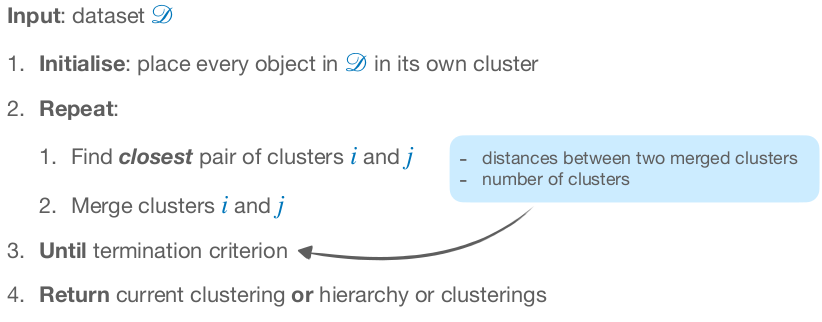 Input: dataset 𝒟
1. Initialise: place every object in 𝒟 in its own cluster
2. Repeat:
1. Find closest pair of clusters i and j
- distances between two merged clusters
- number of clusters
2. Merge clusters i and j
3. Until termination criterion
4. Return current clustering or hierarchy or clusterings